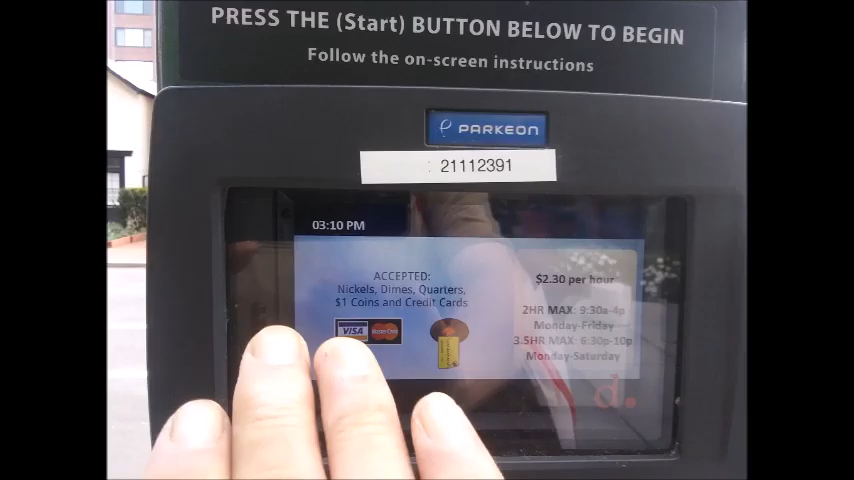 PRESS THE (Start) BUTTON BELOW TO BEGIN
Follow the on-screen instructions
PARKEON
: 21112391
03:10 PM
ACCEPTED:
Nickels, Dimes, Quarters,
$1 Coins and Credit Cards
VISA
MasterCard
$2.30 per hour
2HR MAX: 9:30a-4p
Monday-Friday
3.5HR MAX: 6:30p-10p
Monday-Saturday
d.